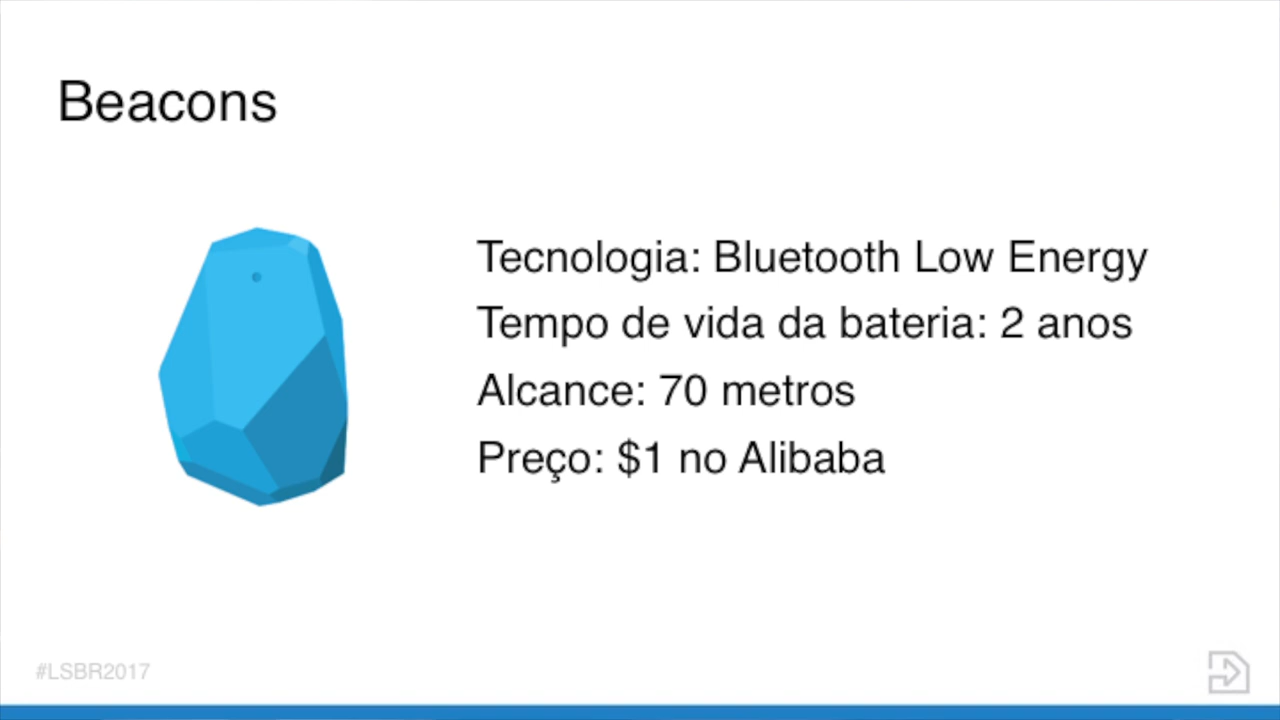 Beacons
Tecnologia: Bluetooth Low Energy
Tempo de vida da bateria: 2 anos
Alcance: 70 metros
Preço: $1 no Alibaba
#LSBR2017